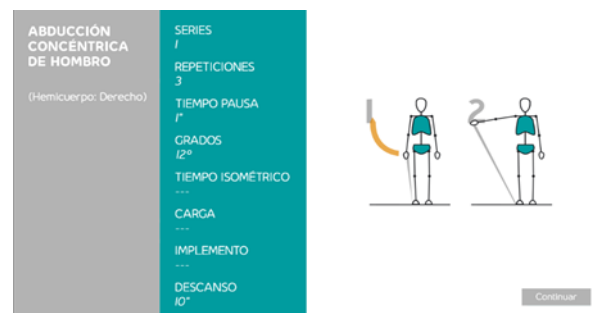 ABDUCCIÓN
CONCÉNTRICA
DE HOMBRO
(Hemicuerpo: Derecho)
SERIES
1
REPETICIONES
3
TIEMPO PAUSA
1"
GRADOS
12º
TIEMPO ISOMÉTRICO
---
CARGA
---
IMPLEMENTO
---
DESCANSO
10"
1
2
Continuar